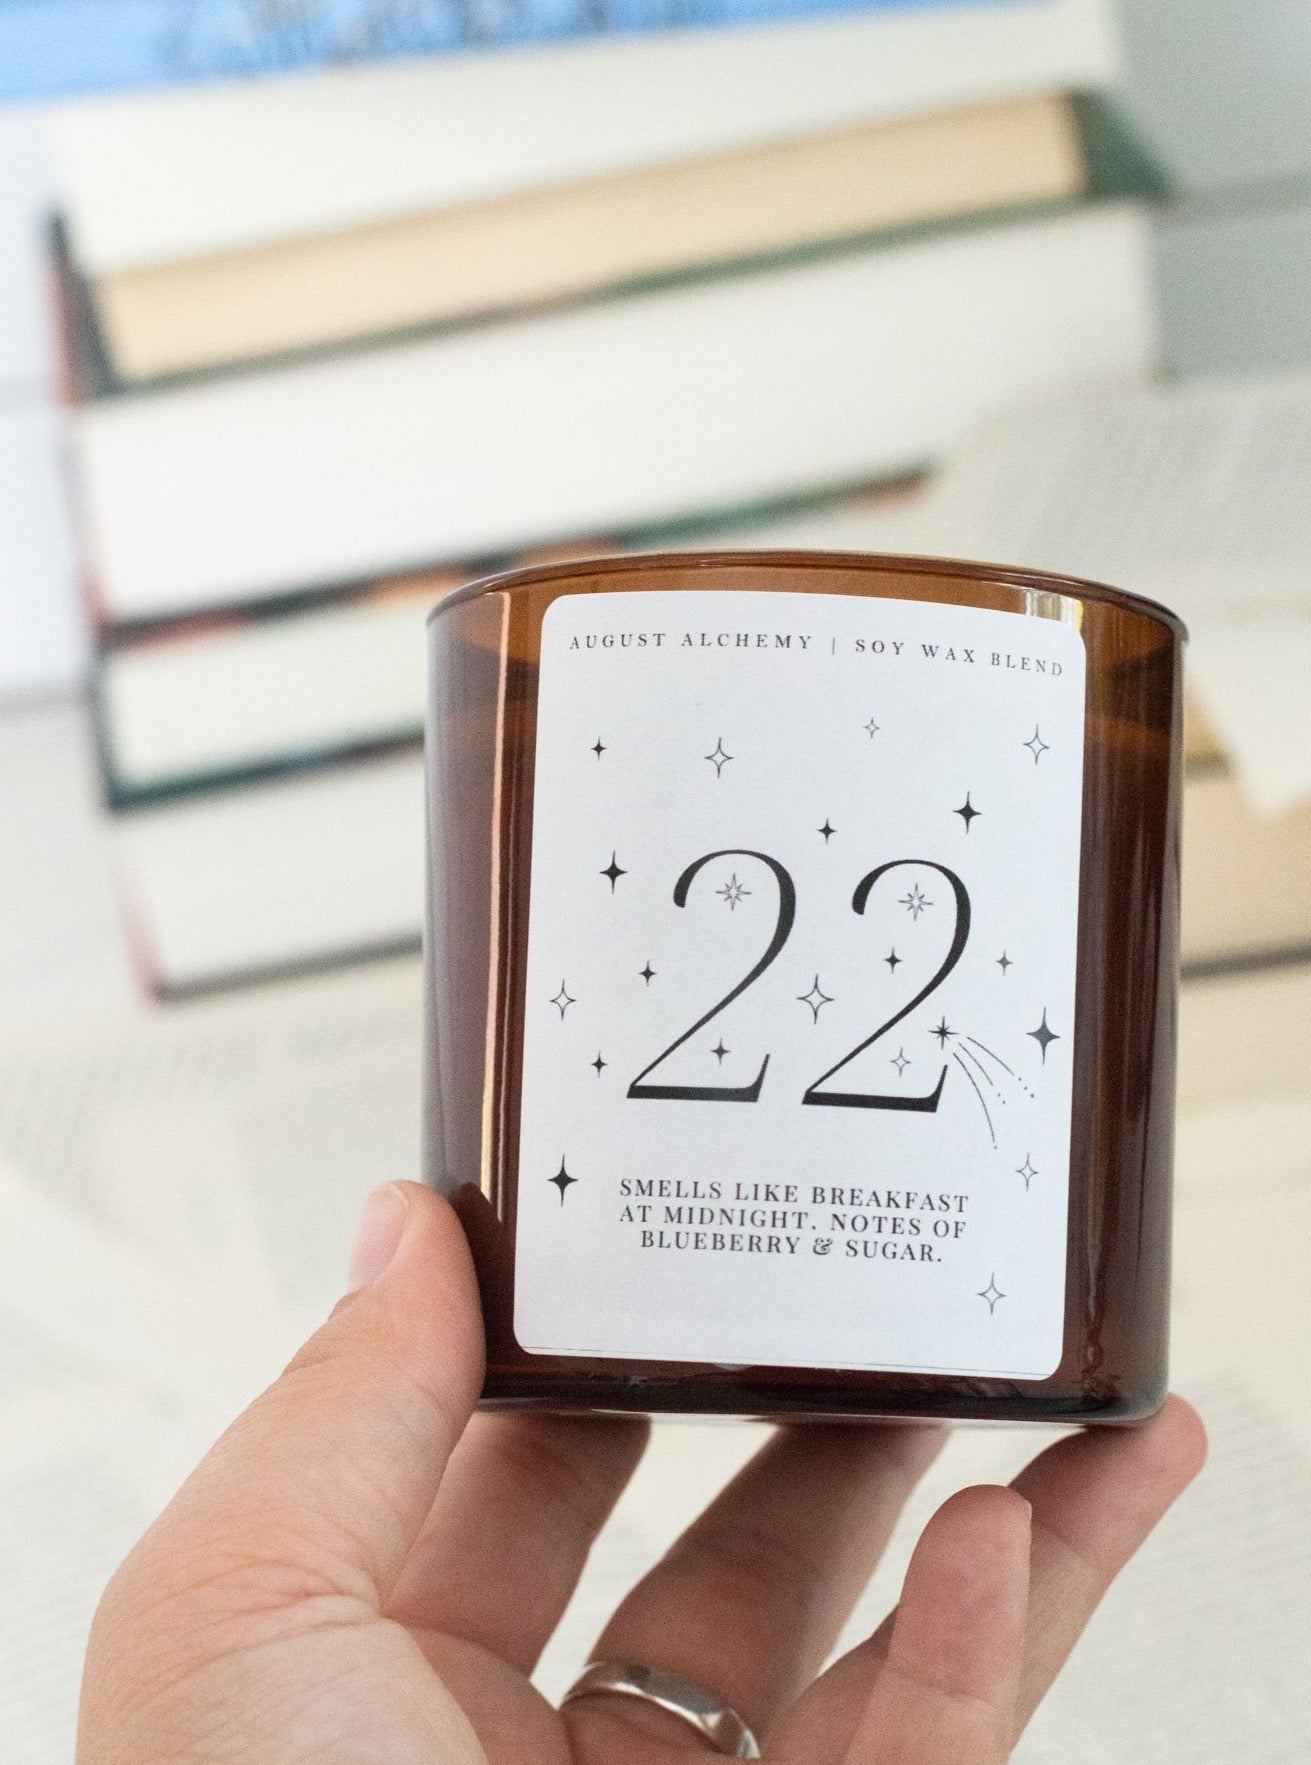 AUGUST ALCHEMY | SOY WAX BLEND
22
SMELLS LIKE BREAKFAST
AT MIDNIGHT. NOTES OF
BLUEBERRY & SUGAR.